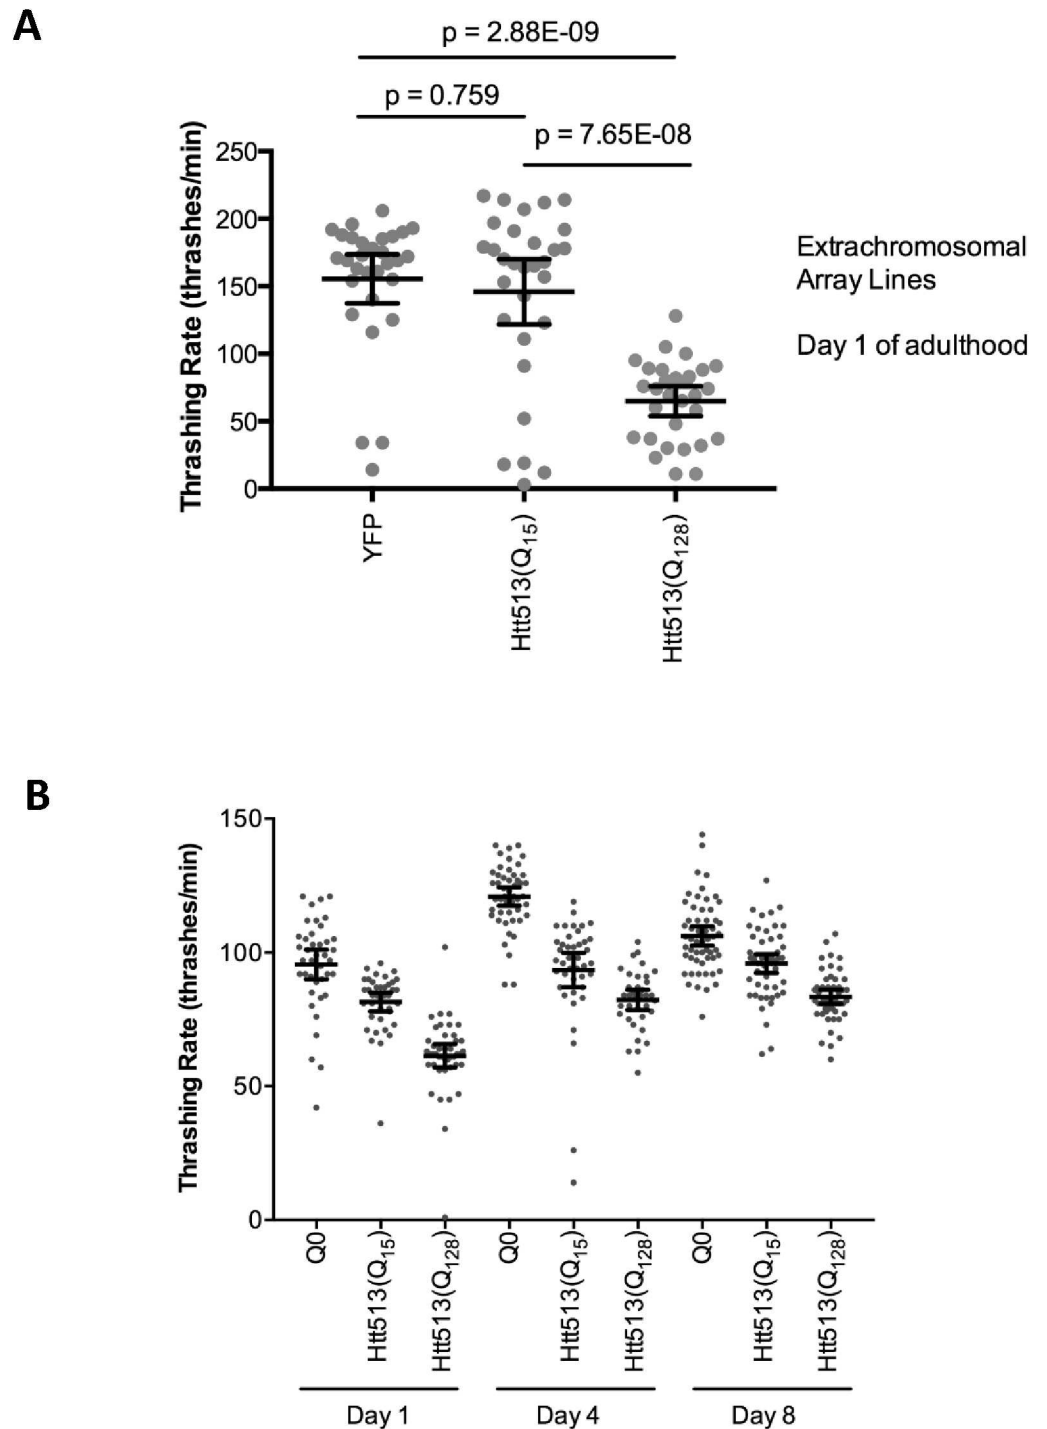 A
p = 2.88E-09
p = 0.759
p = 7.65E-08
Thrashing Rate (thrashes/min)
250
200
150
100
50
0
YFP
Htt513(Q15)
Htt513(Q128)
Extrachromosomal
Array Lines
Day 1 of adulthood
B
Thrashing Rate (thrashes/min)
150
100
50
0
Q0
Htt513(Q15)
Htt513(Q128)
Q0
Htt513(Q15)
Htt513(Q128)
Q0
Htt513(Q15)
Htt513(Q128)
Day 1
Day 4
Day 8